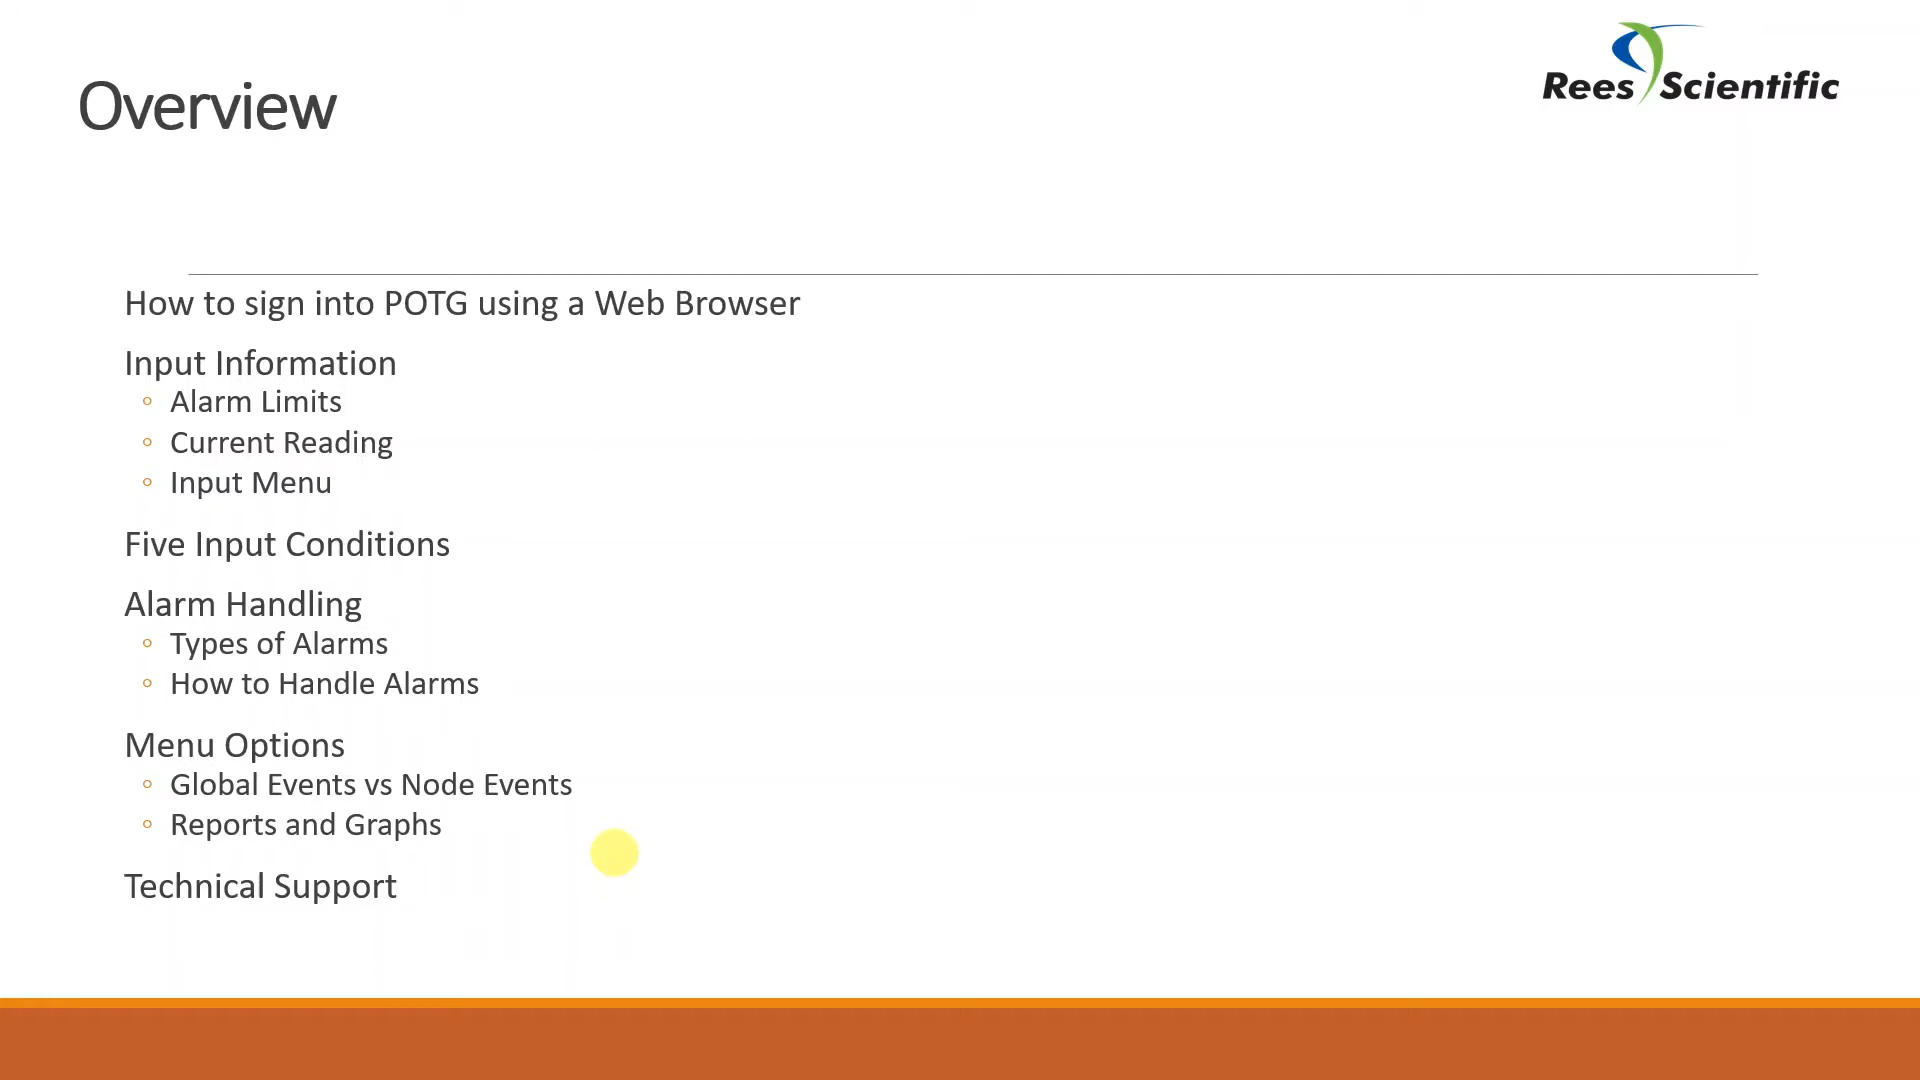 Rees Scientific
Overview
How to sign into POTG using a Web Browser
Input Information
◦ Alarm Limits
◦ Current Reading
◦ Input Menu
Five Input Conditions
Alarm Handling
◦ Types of Alarms
◦ How to Handle Alarms
Menu Options
◦ Global Events vs Node Events
◦ Reports and Graphs
Technical Support